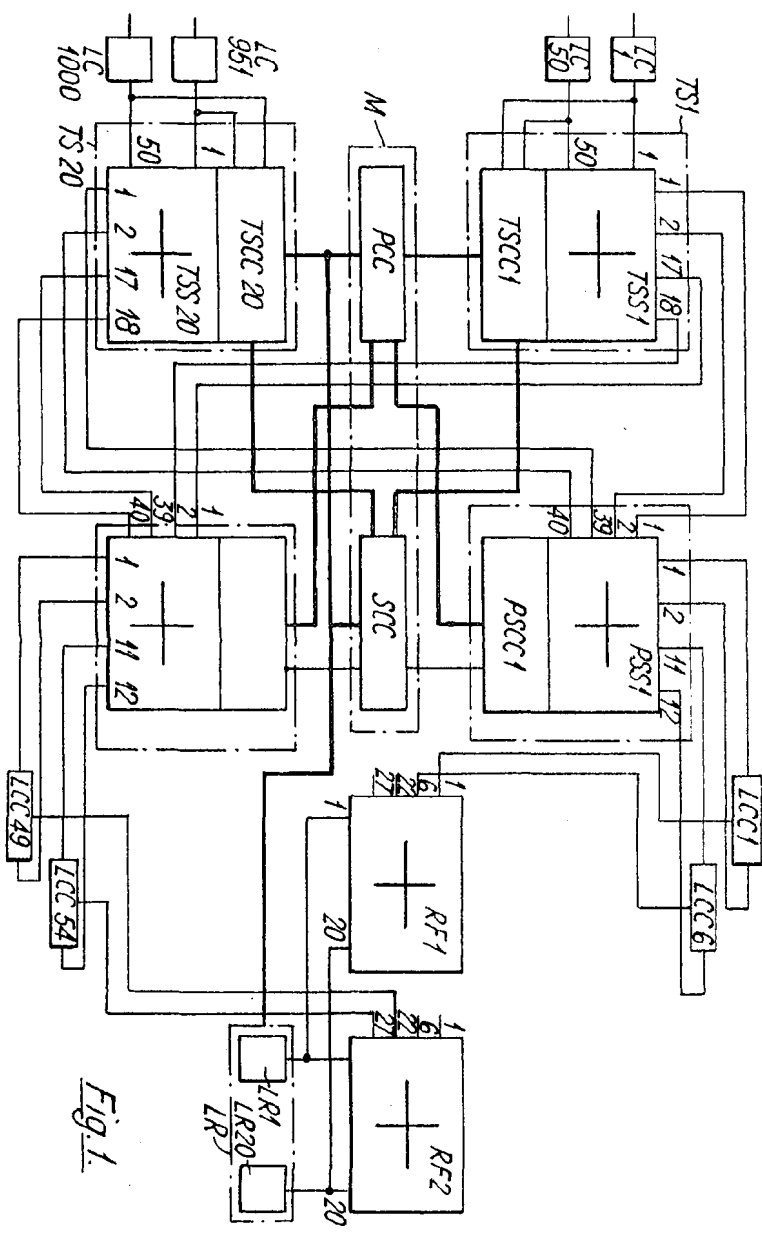 LCC1
LCC6
TS1
1 2 17 18
1 2 11 12
LC
1
1
TSS1
1
2
39
40
PSS1
LC
50
50
TSCC1
PSCC1
1
6
22
27
RF1
1
6
22
27
RF2
1 20
20
M
PCC
SCC
LR1
LR20
LR
LC
951
1
TSCC 20
1
2
39
40
LC
1000
50
TSS 20
TS 20
1 2 17 18
1 2 11 12
LCC 54
LCC 49
Fig.1.